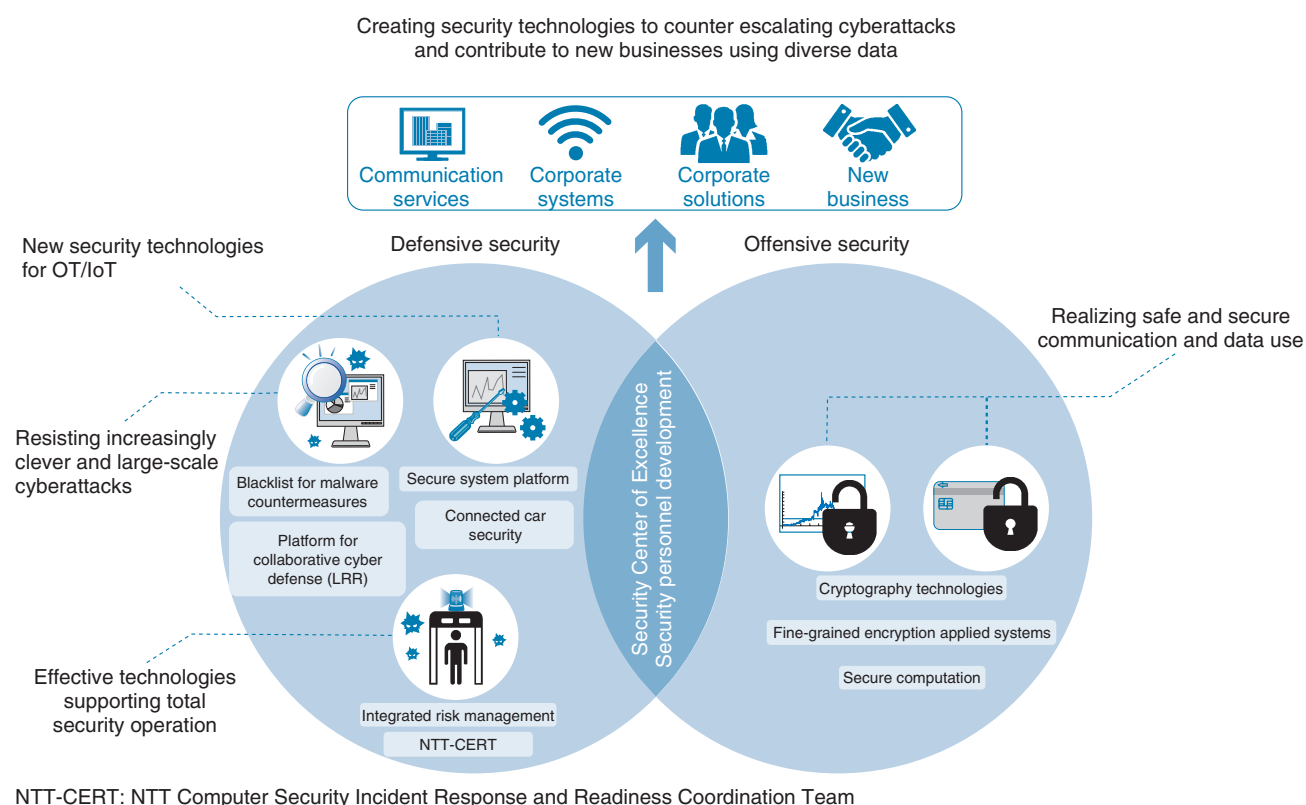 Creating security technologies to counter escalating cyberattacks
and contribute to new businesses using diverse data
Communication
services
Corporate
systems
Corporate
solutions
New
business
Defensive security
Offensive security
New security technologies
for OT/IoT
Realizing safe and secure
communication and data use
Resisting increasingly
clever and large-scale
cyberattacks
Blacklist for malware
countermeasures
Platform for
collaborative cyber
defense (LRR)
Secure system platform
Connected car
security
Security Center of Excellence
Security personnel development
Cryptography technologies
Fine-grained encryption applied systems
Secure computation
Effective technologies
supporting total
security operation
Integrated risk management
NTT-CERT
NTT-CERT: NTT Computer Security Incident Response and Readiness Coordination Team